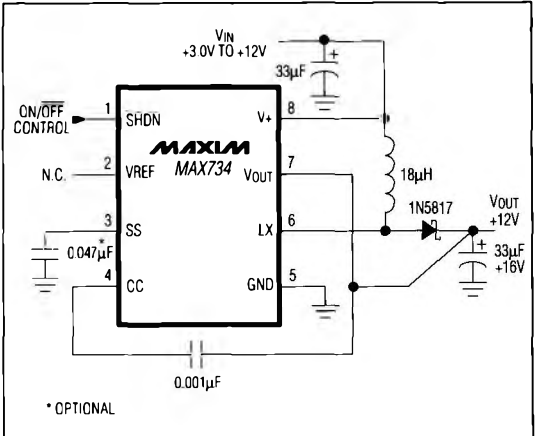 VIN
+3.0V TO +12V
33µF
+
ON/OFF
CONTROL
1
SHDN
V+
8
MAXIM
MAX734
N.C.
2
VREF
VOUT
7
18µH
1N5817
VOUT
+12V
3
SS
LX
6
*
0.047µF
+
33µF
+16V
4
CC
GND
5
0.001µF
* OPTIONAL